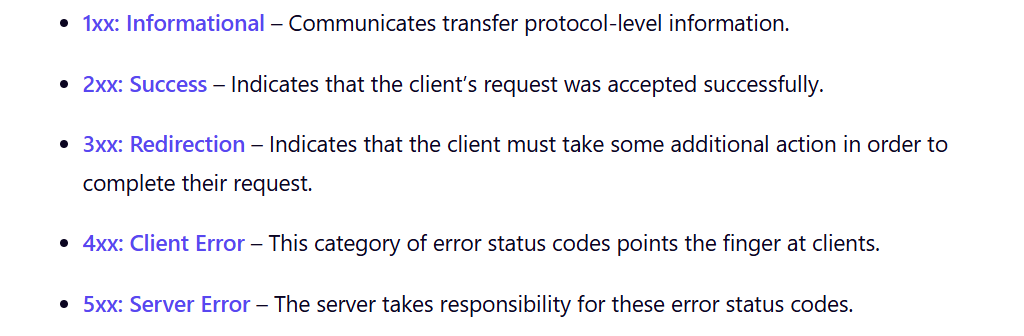 • 1xx: Informational – Communicates transfer protocol-level information.
• 2xx: Success – Indicates that the client’s request was accepted successfully.
• 3xx: Redirection – Indicates that the client must take some additional action in order to
complete their request.
• 4xx: Client Error – This category of error status codes points the finger at clients.
• 5xx: Server Error – The server takes responsibility for these error status codes.